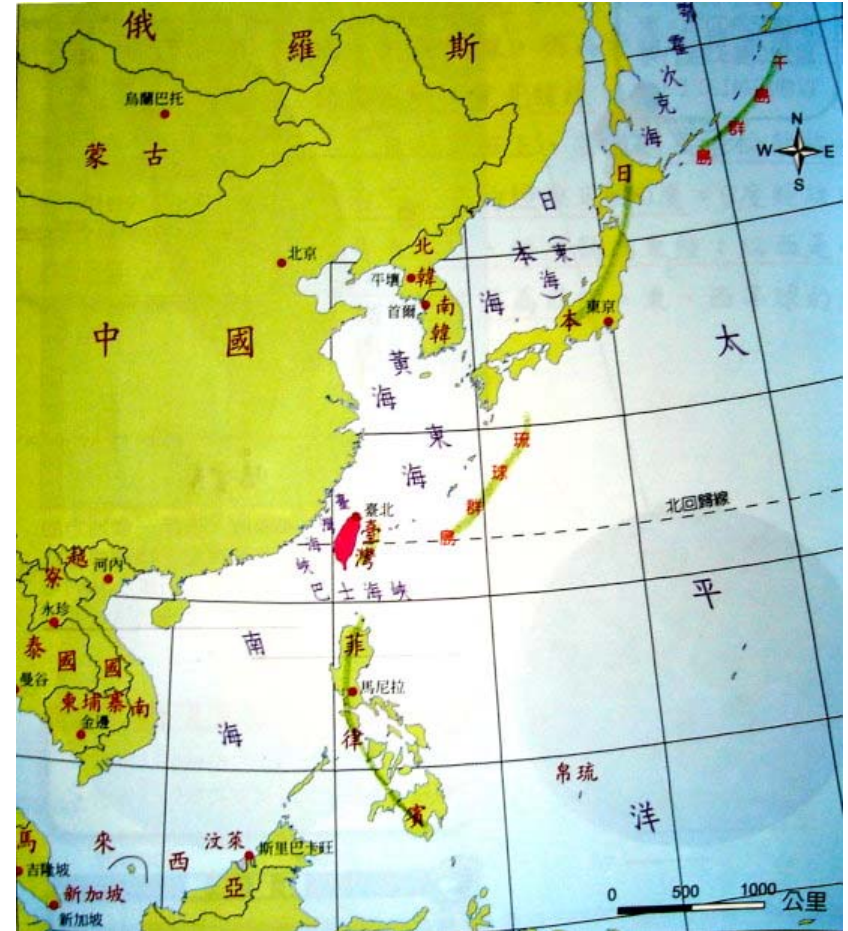 俄羅斯
烏蘭巴托
蒙古
鄂霍次克海
千島群島
N
W E
S
北京
北韓
平壤
首爾
南韓
日本海
(東海)
日本
東京
中國
黃海
東海
太平洋
琉球群島
臺灣海峽
臺北
臺灣
北回歸線
巴士海峽
越南
河內
寮國
永珍
泰國
曼谷
柬埔寨
金邊
南海
菲律賓
馬尼拉
帛琉
馬來西亞
汶萊
斯里巴卡旺
吉隆坡
新加坡
新加坡
0 500 1000 公里